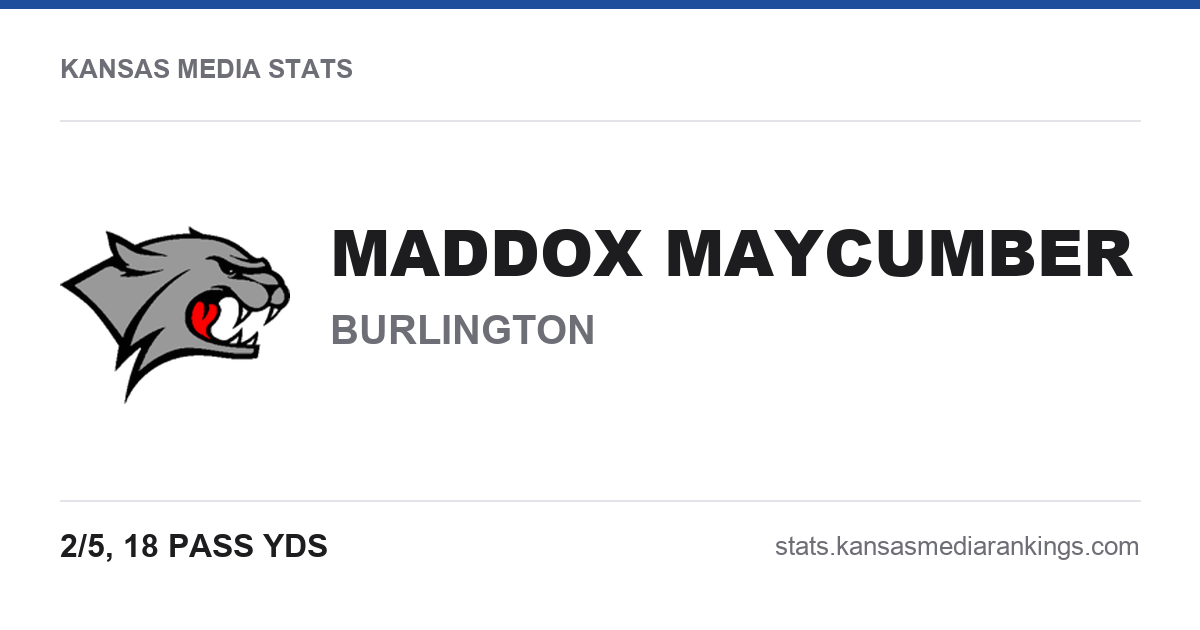 KANSAS MEDIA STATS
MADDOX MAYCUMBER
BURLINGTON
2/5, 18 PASS YDS
stats.kansasmediarankings.com